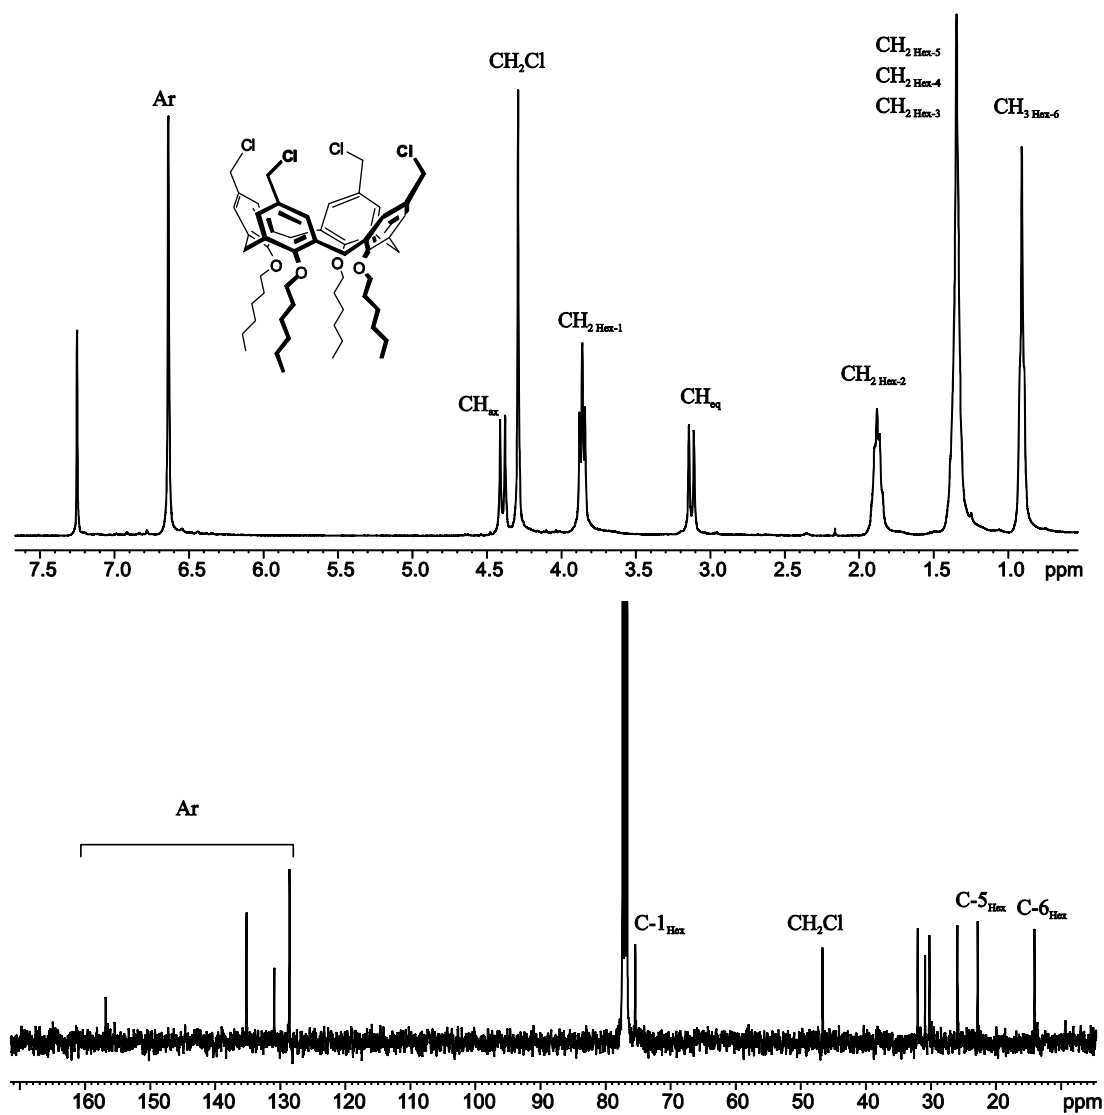 CH₂ Hex-5
CH₂Cl
CH₂ Hex-4
Ar
CH₂ Hex-3
CH₃ Hex-6
Cl
Cl
Cl
Cl
O
O
O
O
CH₂ Hex-1
CH₂ Hex-2
CHax
CHeq
7.5 7.0 6.5 6.0 5.5 5.0 4.5 4.0 3.5 3.0 2.5 2.0 1.5 1.0 ppm
Ar
C-1Hex
CH₂Cl
C-5Hex
C-6Hex
160 150 140 130 120 110 100 90 80 70 60 50 40 30 20 ppm